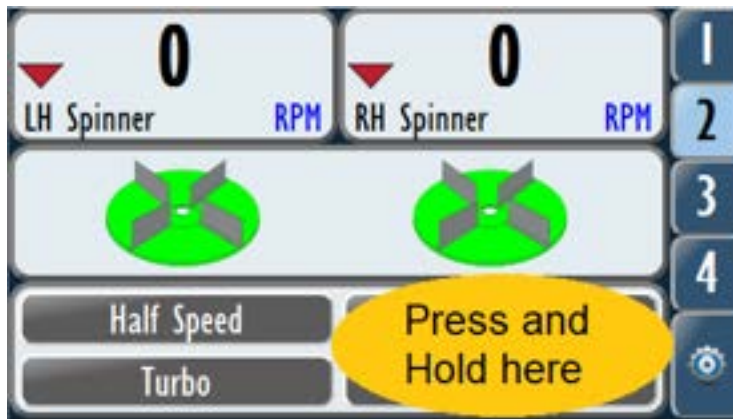 0
LH Spinner RPM
0
RH Spinner RPM
Half Speed
Turbo
Press and
Hold here
1
2
3
4